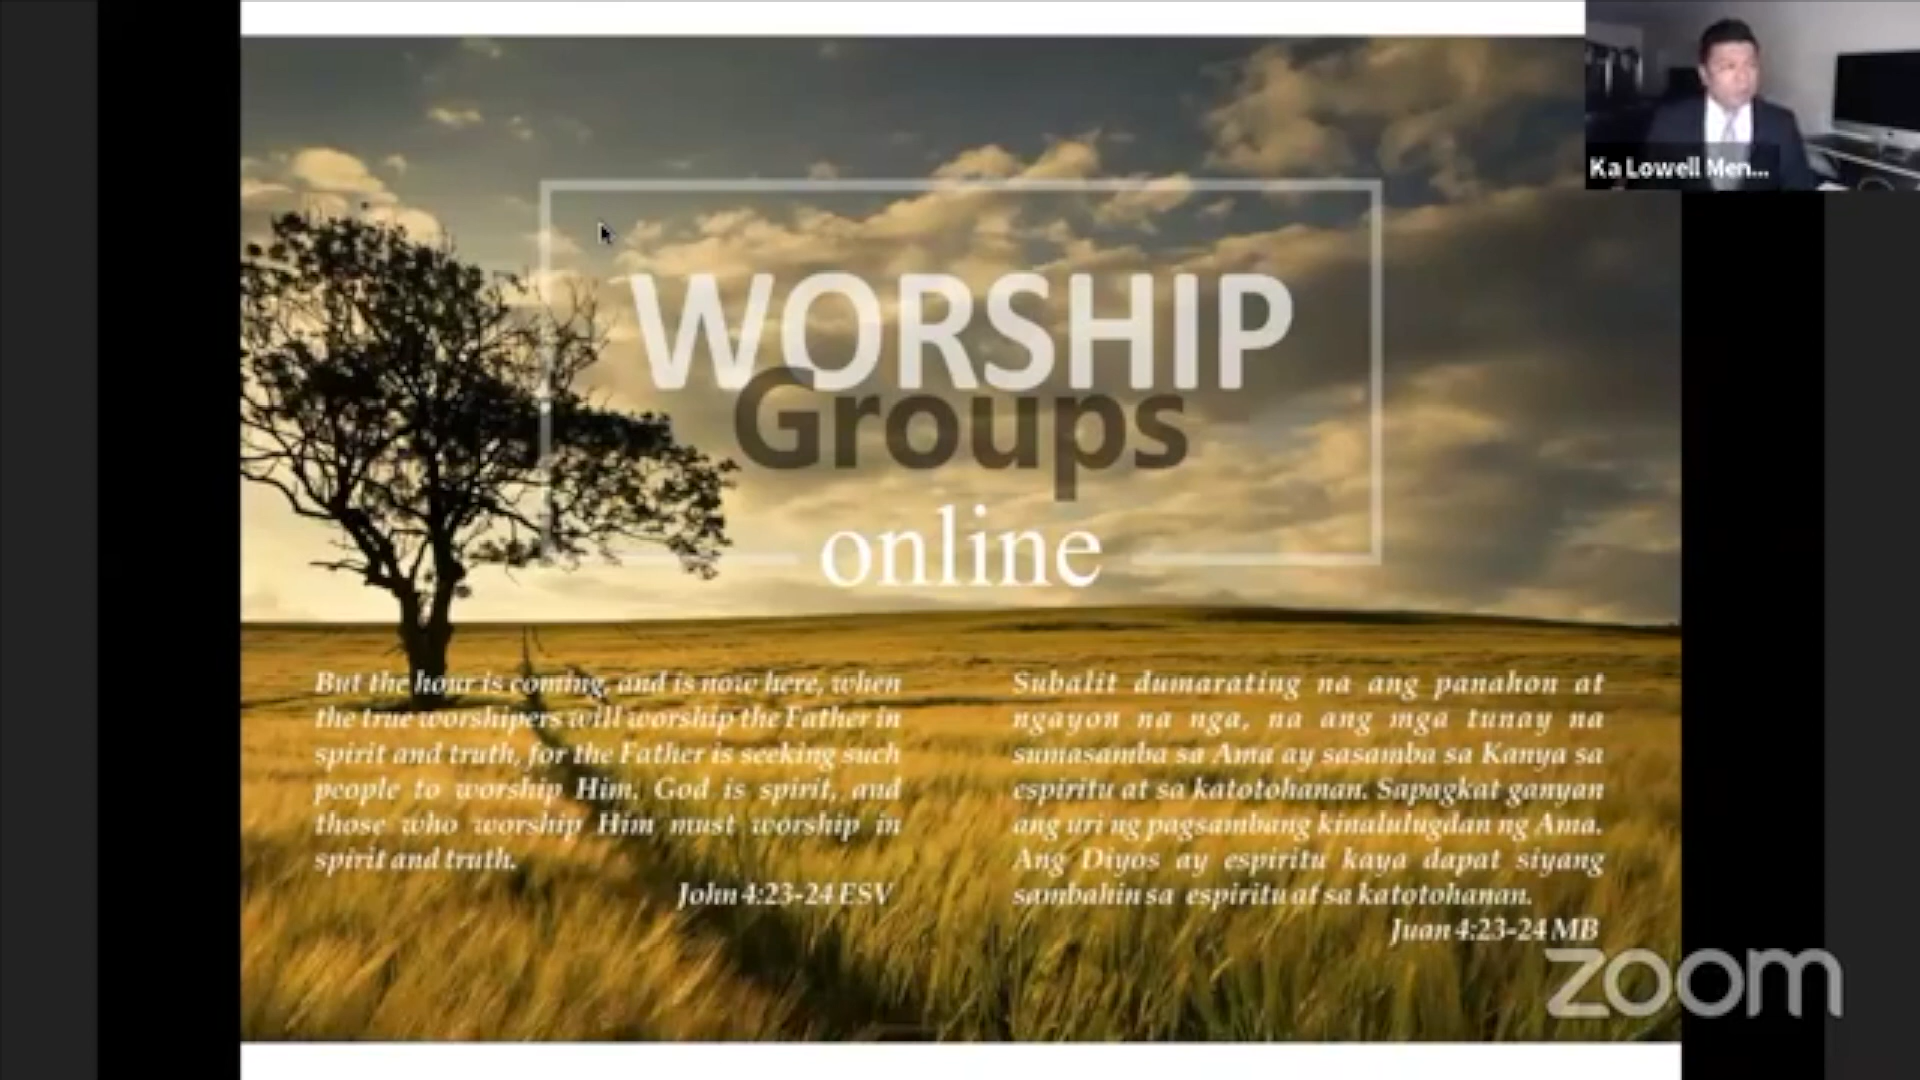 Ka Lowell Men...
WORSHIP
Groups
online
But the hour is coming, and is now here, when
the true worshipers will worship the Father in
spirit and truth, for the Father is seeking such
people to worship Him. God is spirit, and
those who worship Him must worship in
spirit and truth.
John 4:23-24 ESV
Subalit dumarating na ang panahon at
ngayon na nga, na ang mga tunay na
sumasamba sa Ama ay sasamba sa Kanya sa
espiritu at sa katotohanan. Sapagkat ganyan
ang uri ng pagsambang kinalulugdan ng Ama.
Ang Diyos ay espiritu kaya dapat siyang
sambahin sa espiritu at sa katotohanan.
Juan 4:23-24 MB
zoom